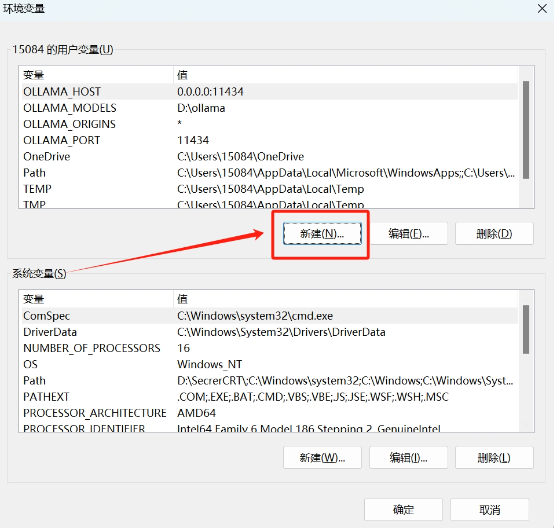 环境变量
15084 的用户变量(U)
变量 值
OLLAMA_HOST 0.0.0.0:11434
OLLAMA_MODELS D:\ollama
OLLAMA_ORIGINS *
OLLAMA_PORT 11434
OneDrive C:\Users\15084\OneDrive
Path C:\Users\15084\AppData\Local\Microsoft\WindowsApps;;C:\Users\...
TEMP C:\Users\15084\AppData\Local\Temp
TMP C:\Users\15084\AppData\Local\Temp
新建(N)... 编辑(E)... 删除(D)
系统变量(S)
变量 值
ComSpec C:\Windows\system32\cmd.exe
DriverData C:\Windows\System32\Drivers\DriverData
NUMBER_OF_PROCESSORS 16
OS Windows_NT
Path D:\SecrerCRT\;C:\Windows\system32;C:\Windows;C:\Windows\Syst...
PATHEXT .COM;.EXE;.BAT;.CMD;.VBS;.VBE;.JS;.JSE;.WSF;.WSH;.MSC
PROCESSOR_ARCHITECTURE AMD64
PROCESSOR_IDENTIFIER Intel64 Family 6 Model 186 Stepping 2, GenuineIntel
新建(W)... 编辑(I)... 删除(L)
确定 取消